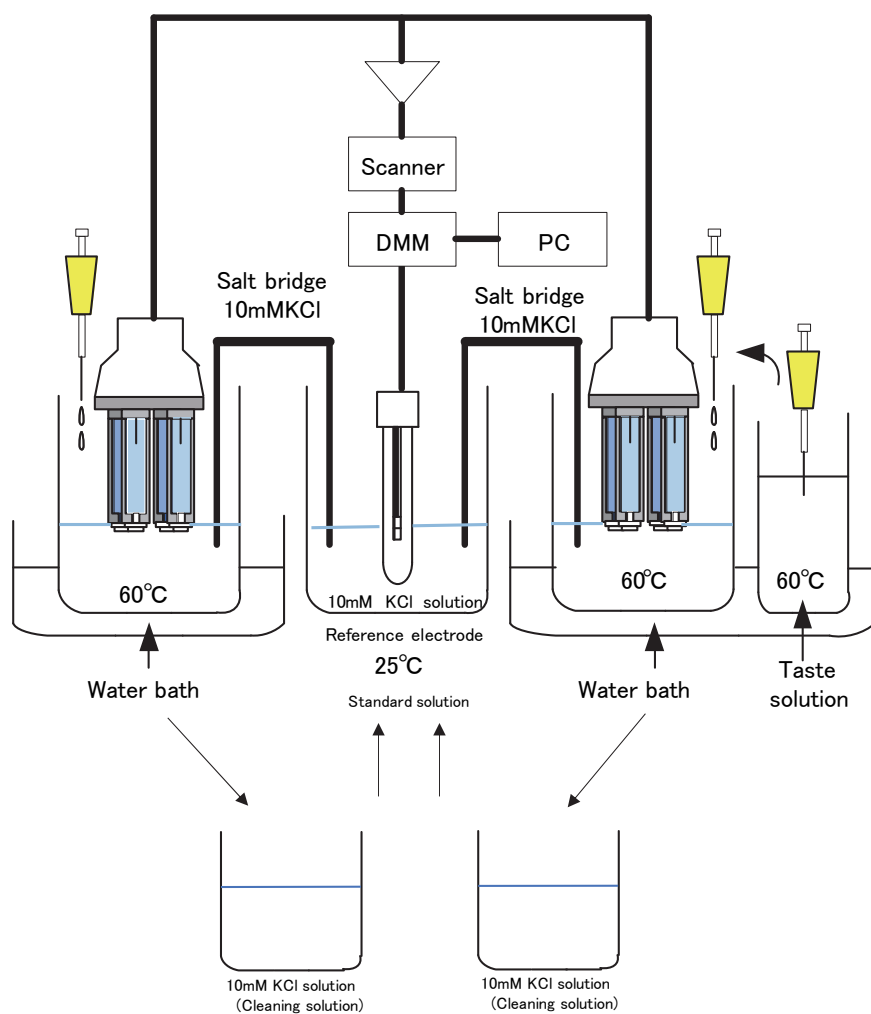 Scanner
DMM
PC
Salt bridge
10mMKCl
Salt bridge
10mMKCl
60℃
10mM KCl solution
60℃
60℃
Reference electrode
25℃
Standard solution
Water bath
Water bath
Taste
solution
10mM KCl solution
(Cleaning solution)
10mM KCl solution
(Cleaning solution)